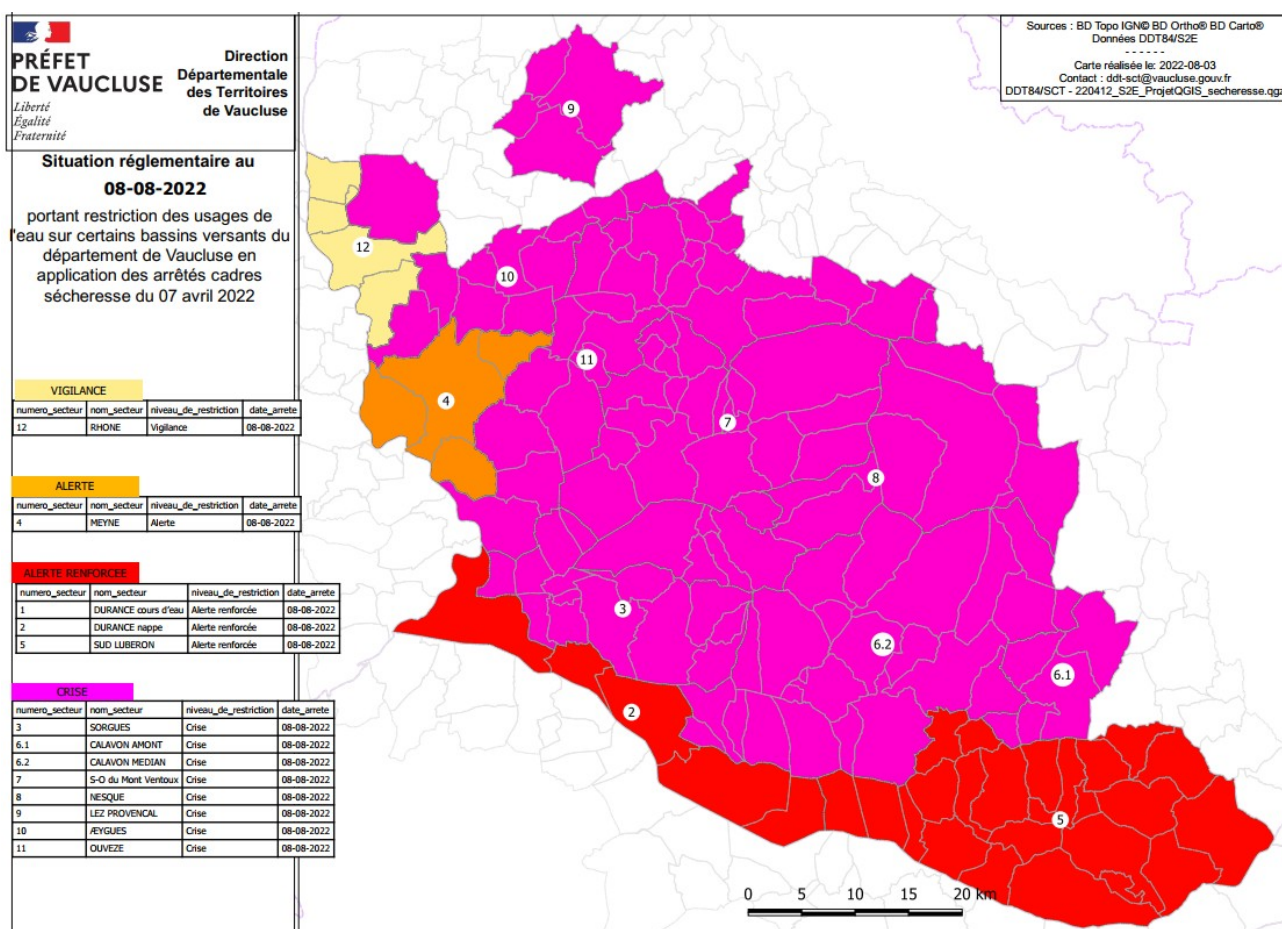 PRÉFET
DE VAUCLUSE
Liberté
Égalité
Fraternité
Direction
Départementale
des Territoires
de Vaucluse
Situation réglementaire au
08-08-2022
portant restriction des usages de
l'eau sur certains bassins versants du
département de Vaucluse en
application des arrêtés cadres
sécheresse du 07 avril 2022
VIGILANCE
numero_secteur nom_secteur niveau_de_restriction date_arrete
12 RHONE Vigilance 08-08-2022
ALERTE
numero_secteur nom_secteur niveau_de_restriction date_arrete
4 MEYNE Alerte 08-08-2022
ALERTE RENFORCEE
numero_secteur nom_secteur niveau_de_restriction date_arrete
1 DURANCE cours d'eau Alerte renforcée 08-08-2022
2 DURANCE nappe Alerte renforcée 08-08-2022
5 SUD LUBERON Alerte renforcée 08-08-2022
CRISE
numero_secteur nom_secteur niveau_de_restriction date_arrete
3 SORGUES Crise 08-08-2022
6.1 CALAVON AMONT Crise 08-08-2022
6.2 CALAVON MEDIAN Crise 08-08-2022
7 S-O du Mont Ventoux Crise 08-08-2022
8 NESQUE Crise 08-08-2022
9 LEZ PROVENCAL Crise 08-08-2022
10 ÆYGUES Crise 08-08-2022
11 OUVEZE Crise 08-08-2022
Sources : BD Topo IGN© BD Ortho® BD Carto®
Données DDT84/S2E
- - - - - -
Carte réalisée le: 2022-08-03
Contact : ddt-sct@vaucluse.gouv.fr
DDT84/SCT - 220412_S2E_ProjetQGIS_secheresse.qgz
9
12
10
11
4
7
8
3
6.2
6.1
2
5
0 5 10 15 20 km